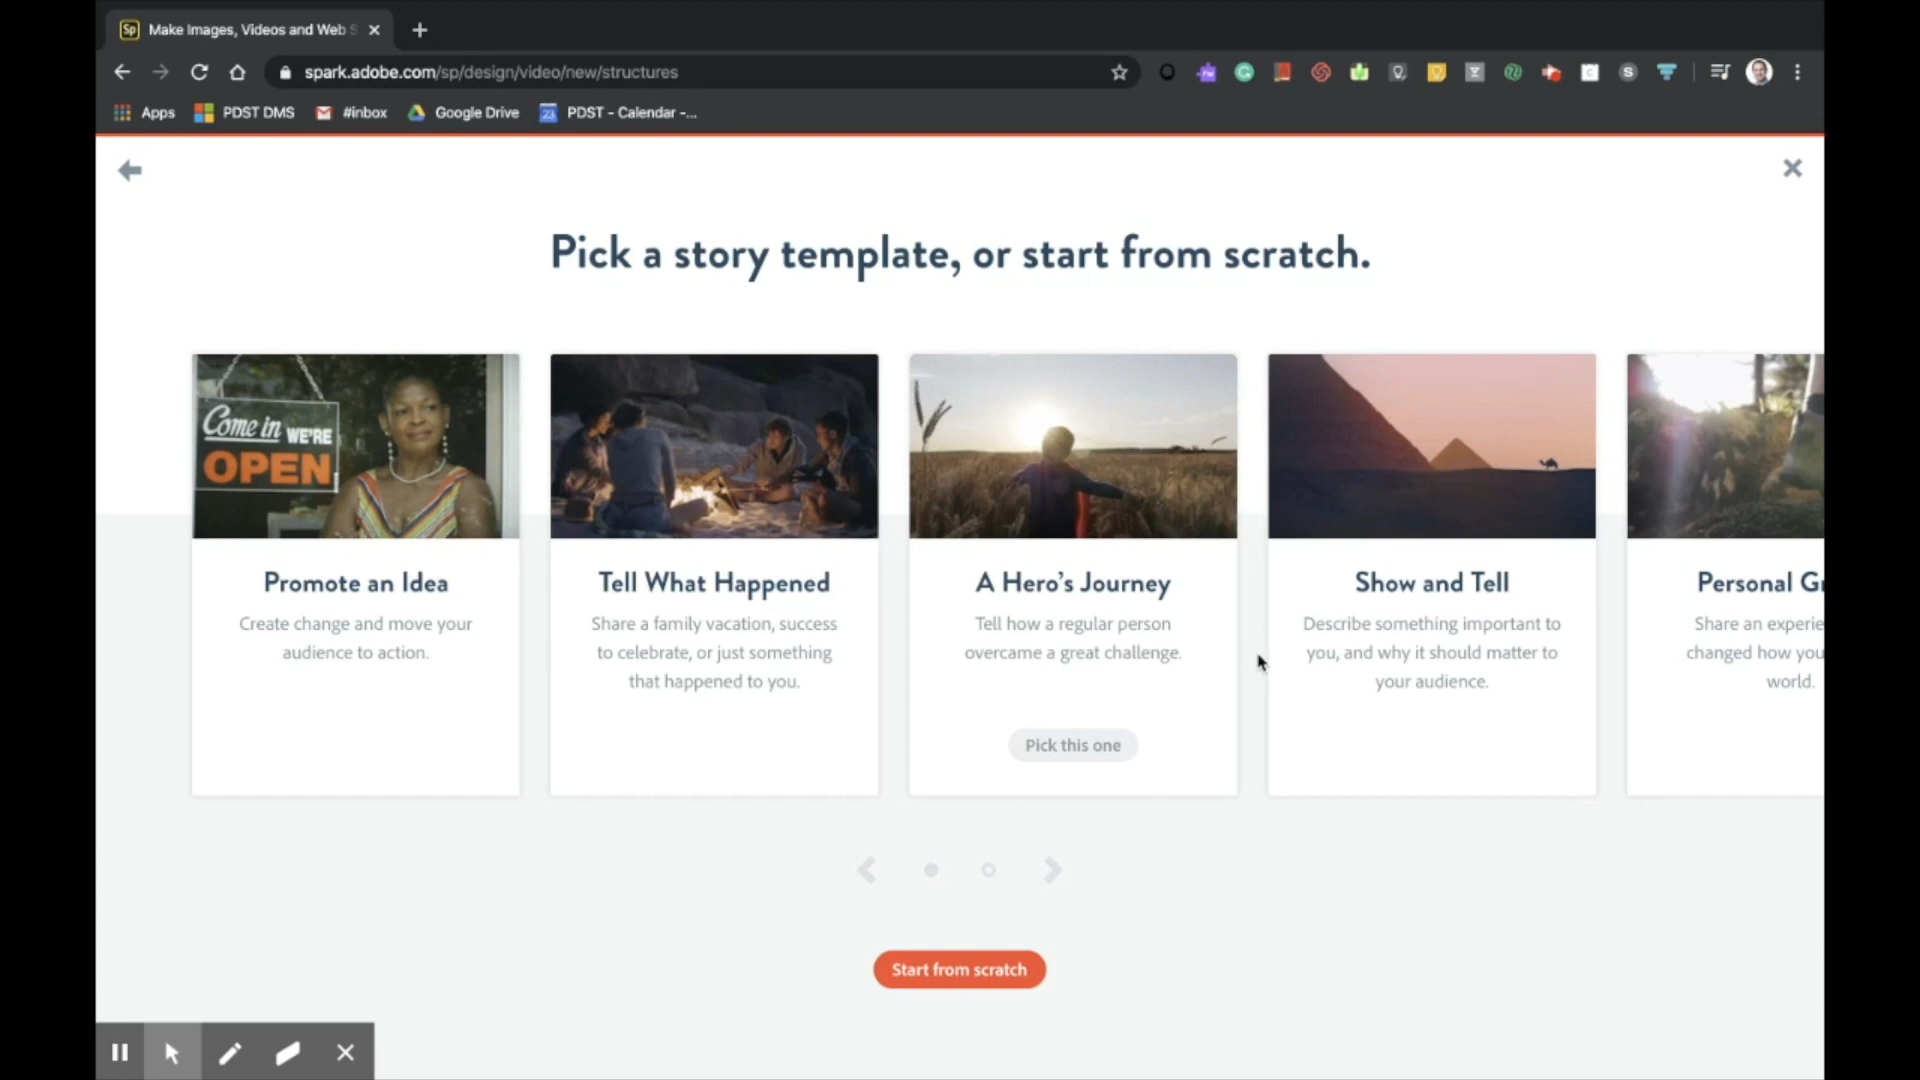 Sp Make Images, Videos and Web S
spark.adobe.com/sp/design/video/new/structures
Apps PDST DMS #inbox Google Drive 23 PDST - Calendar -...
Pick a story template, or start from scratch.
Come in WE'RE
OPEN
Promote an Idea
Create change and move your
audience to action.
Tell What Happened
Share a family vacation, success
to celebrate, or just something
that happened to you.
A Hero's Journey
Tell how a regular person
overcame a great challenge.
Pick this one
Show and Tell
Describe something important to
you, and why it should matter to
your audience.
Personal Gr
Share an experie
changed how you
world.
Start from scratch